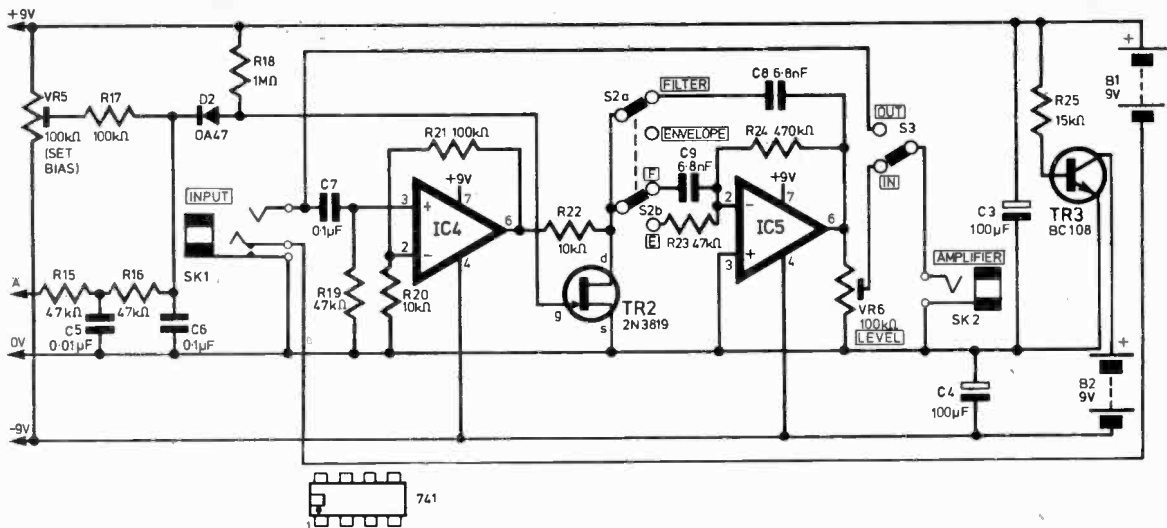 +9V
R18
1MΩ
VR5
100kΩ
(SET
BIAS)
R17
100kΩ
D2
OA47
INPUT
SK1
A
R15
47kΩ
R16
47kΩ
C5
0·01µF
C6
0·1µF
0V
-9V
C7
0·1µF
R19
47kΩ
R20
10kΩ
R21 100kΩ
+9V
3
+
2
−
7
IC4
6
4
R22
10kΩ
d
g
s
TR2
2N3819
S2a
FILTER
ENVELOPE
F
S2b
E
C8 6·8nF
R24 470kΩ
C9
6·8nF
R23 47kΩ
+9V
2
−
3
+
7
IC5
6
4
VR6
100kΩ
LEVEL
OUT
S3
IN
AMPLIFIER
SK2
C3
100µF
C4
100µF
R25
15kΩ
TR3
BC108
+
B1
9V
+
B2
9V
1
741